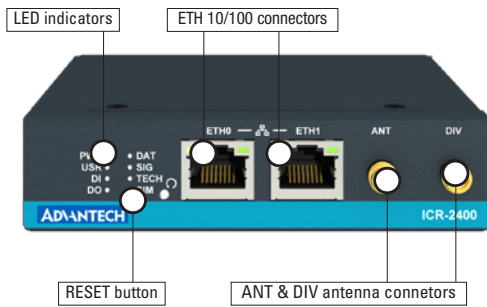 LED indicators
ETH 10/100 connectors
ETH0
ETH1
ANT
DIV
DAT
USR
SIG
DI
TECH
DO
SIM
ADVANTECH
ICR-2400
RESET button
ANT & DIV antenna connetors